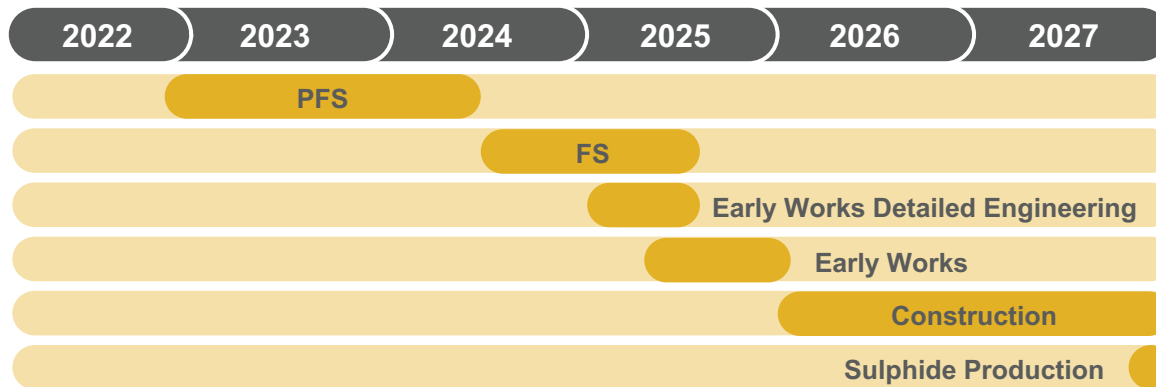 2022 2023 2024 2025 2026 2027
PFS
FS
Early Works Detailed Engineering
Early Works
Construction
Sulphide Production